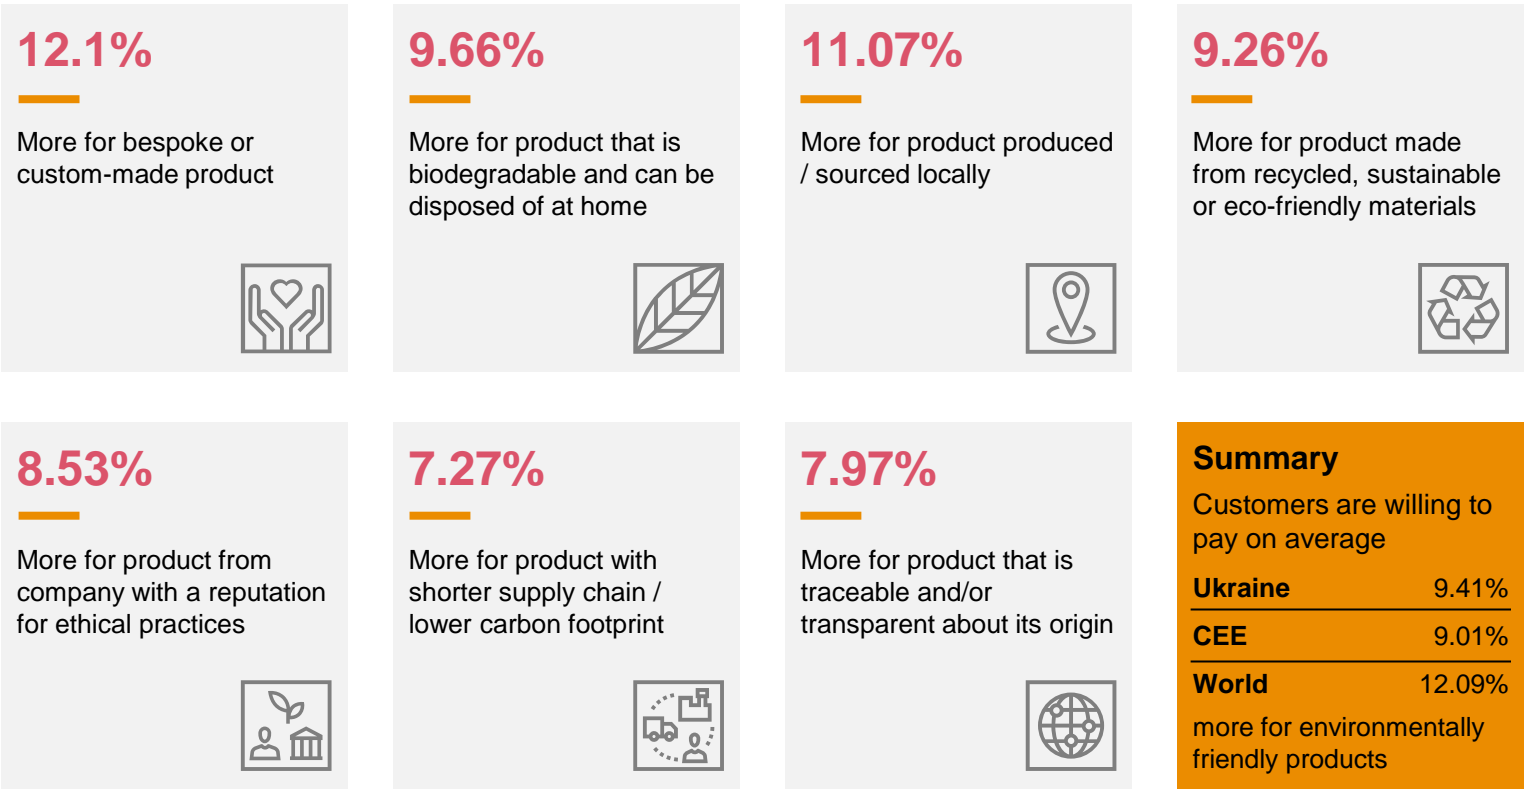 12.1%
More for bespoke or
custom-made product
9.66%
More for product that is
biodegradable and can be
disposed of at home
11.07%
More for product produced
/ sourced locally
9.26%
More for product made
from recycled, sustainable
or eco-friendly materials
8.53%
More for product from
company with a reputation
for ethical practices
7.27%
More for product with
shorter supply chain /
lower carbon footprint
7.97%
More for product that is
traceable and/or
transparent about its origin
Summary
Customers are willing to
pay on average
Ukraine 9.41%
CEE 9.01%
World 12.09%
more for environmentally
friendly products